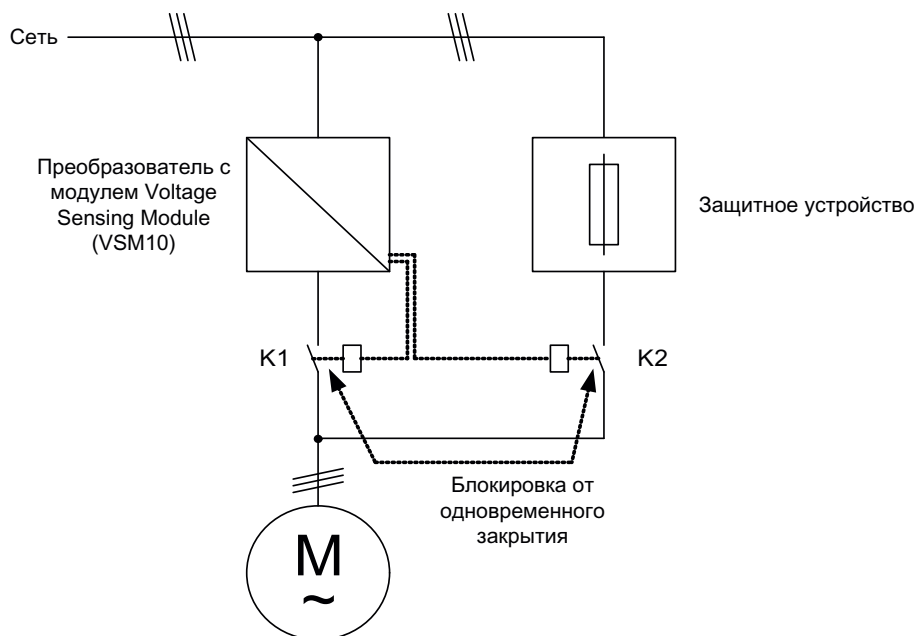 Сеть
Преобразователь с
модулем Voltage
Sensing Module
(VSM10)
Защитное устройство
K1
K2
Блокировка от
одновременного
закрытия
M
~